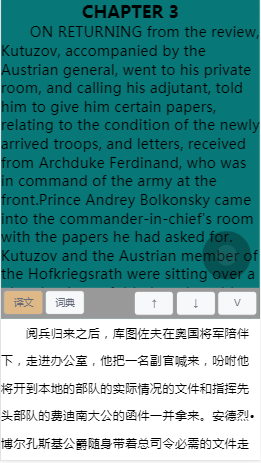 CHAPTER 3
ON RETURNING from the review,
Kutuzov, accompanied by the
Austrian general, went to his private
room, and calling his adjutant, told
him to give him certain papers,
relating to the condition of the newly
arrived troops, and letters, received
from Archduke Ferdinand, who was
in command of the army at the
front.Prince Andrey Bolkonsky came
into the commander-in-chief's room
with the papers he had asked for.
Kutuzov and the Austrian member of
the Hofkriegsrath were sitting over a
译文 词典 ↑ ↓ V
阅兵归来之后，库图佐夫在奥国将军陪伴
下，走进办公室，他把一名副官喊来，吩咐他
将开到本地的部队的实际情况的文件和指挥先
头部队的费迪南大公的函件一并拿来。安德烈•
博尔孔斯基公爵随身带着总司令必需的文件走